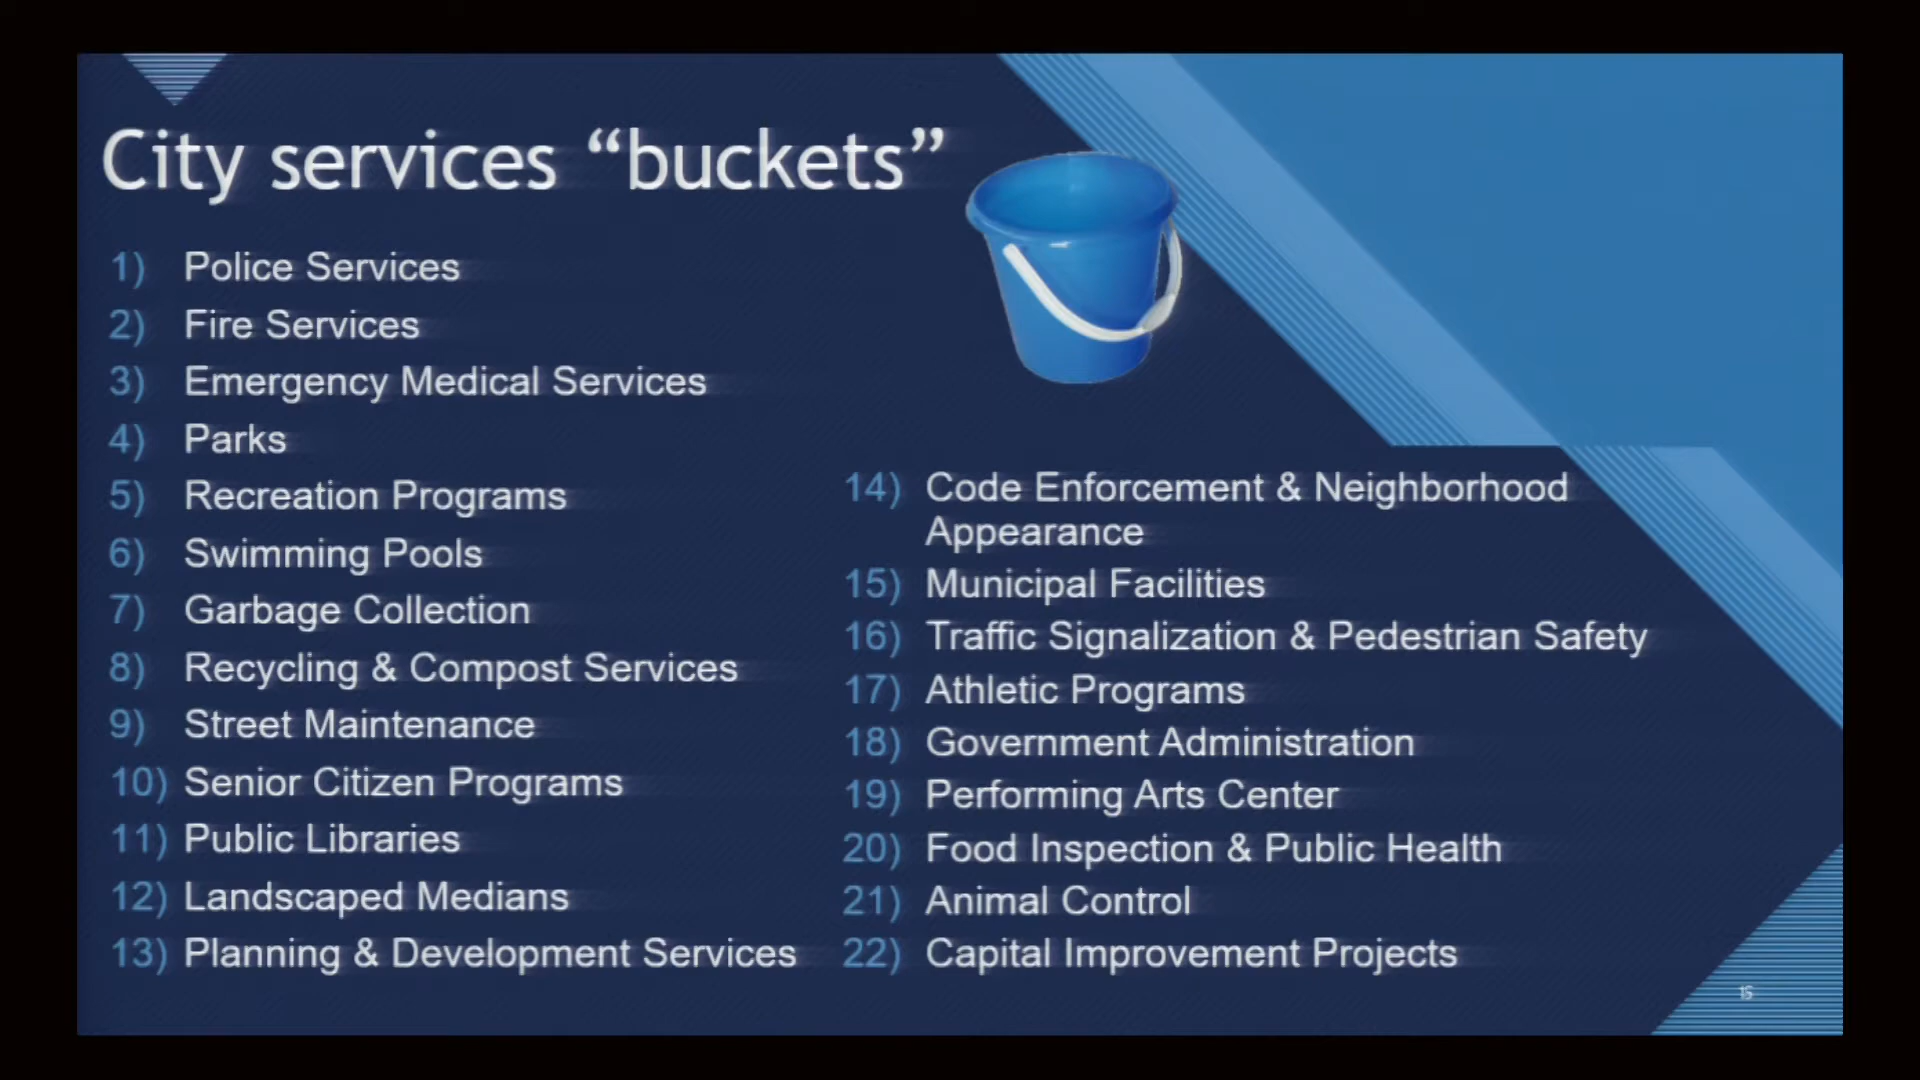 City services “buckets”
1) Police Services
2) Fire Services
3) Emergency Medical Services
4) Parks
5) Recreation Programs
6) Swimming Pools
7) Garbage Collection
8) Recycling & Compost Services
9) Street Maintenance
10) Senior Citizen Programs
11) Public Libraries
12) Landscaped Medians
13) Planning & Development Services
14) Code Enforcement & Neighborhood
Appearance
15) Municipal Facilities
16) Traffic Signalization & Pedestrian Safety
17) Athletic Programs
18) Government Administration
19) Performing Arts Center
20) Food Inspection & Public Health
21) Animal Control
22) Capital Improvement Projects
15